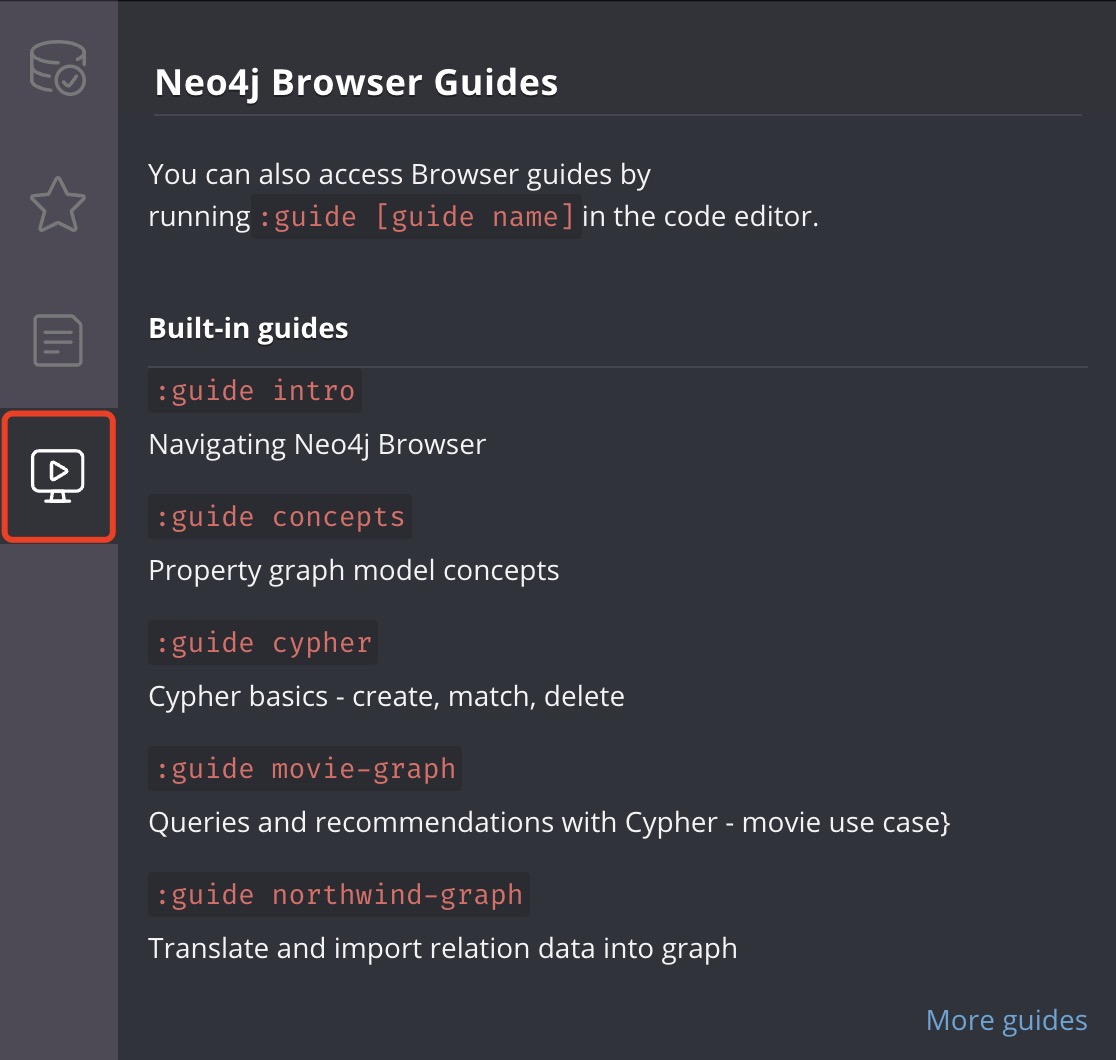 Neo4j Browser Guides
You can also access Browser guides by
running :guide [guide name] in the code editor.
Built-in guides
:guide intro
Navigating Neo4j Browser
:guide concepts
Property graph model concepts
:guide cypher
Cypher basics - create, match, delete
:guide movie-graph
Queries and recommendations with Cypher - movie use case}
:guide northwind-graph
Translate and import relation data into graph
More guides